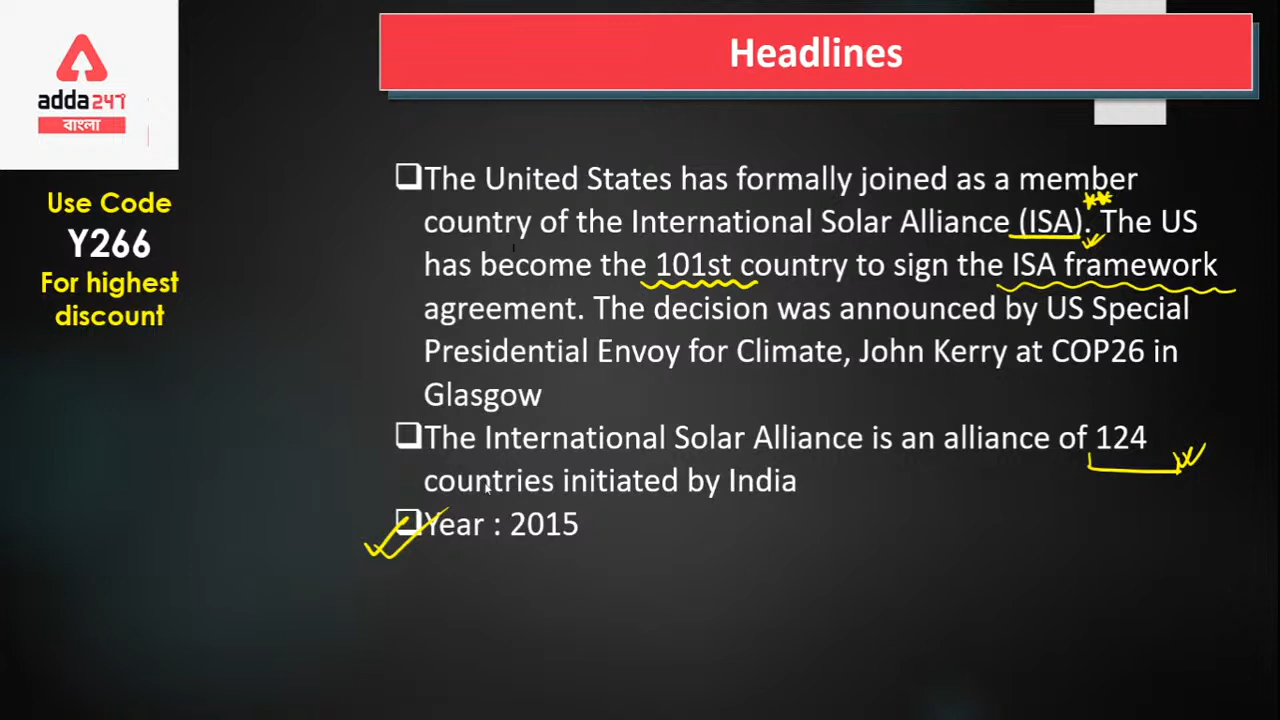 Headlines
adda247
বাংলা
Use Code
Y266
For highest
discount
The United States has formally joined as a member
country of the International Solar Alliance (ISA). The US
has become the 101st country to sign the ISA framework
agreement. The decision was announced by US Special
Presidential Envoy for Climate, John Kerry at COP26 in
Glasgow
The International Solar Alliance is an alliance of 124
countries initiated by India
Year : 2015